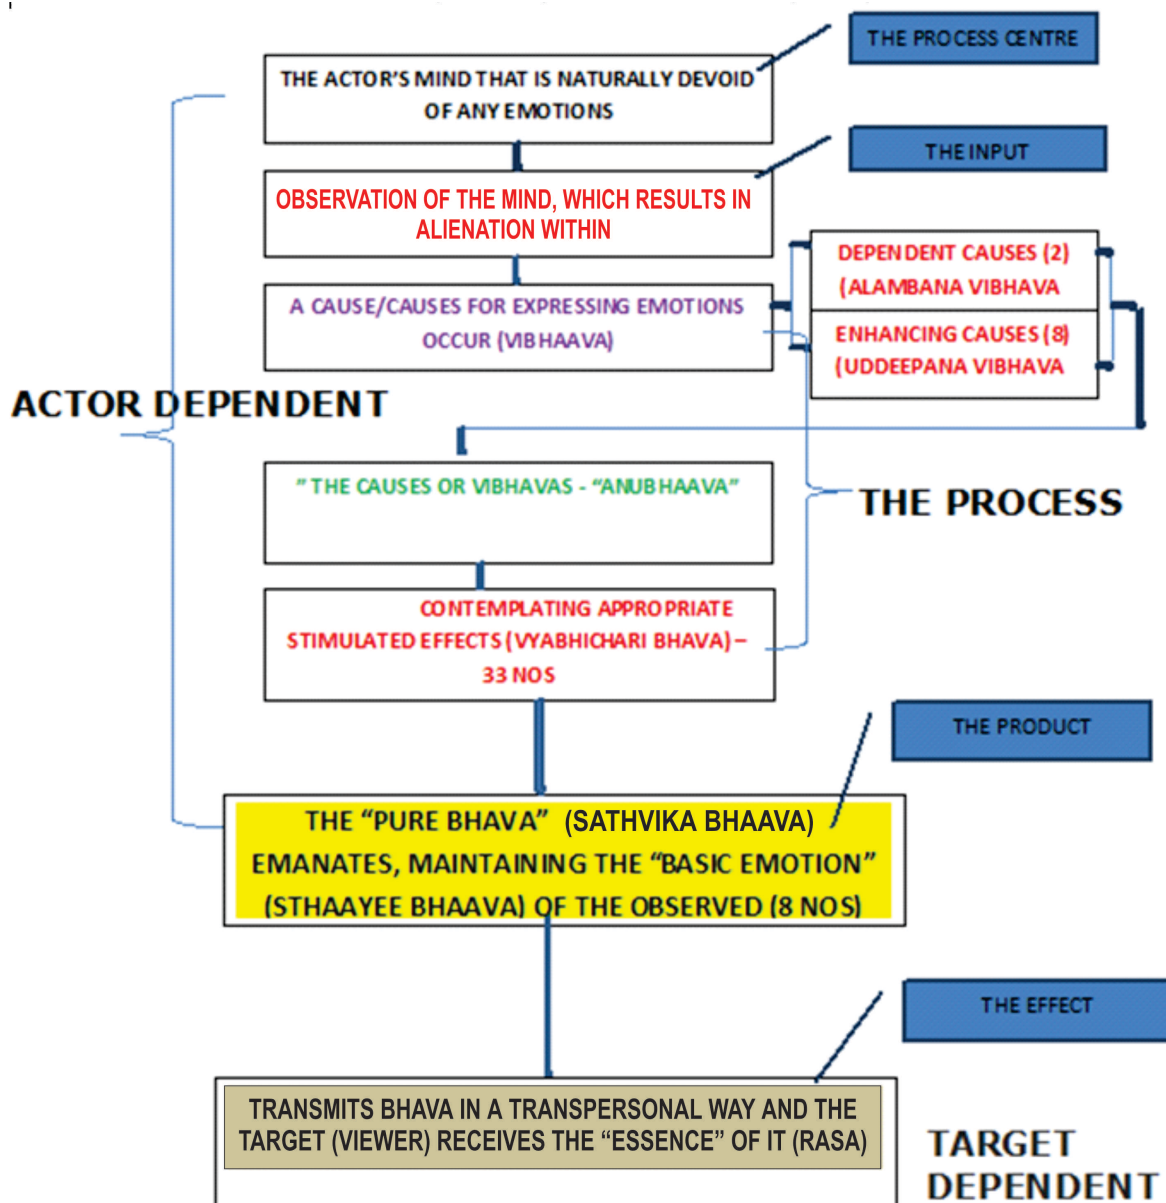 THE PROCESS CENTRE
THE ACTOR'S MIND THAT IS NATURALLY DEVOID
OF ANY EMOTIONS
THE INPUT
OBSERVATION OF THE MIND, WHICH RESULTS IN
ALIENATION WITHIN
DEPENDENT CAUSES (2)
(ALAMBANA VIBHAVA
A CAUSE/CAUSES FOR EXPRESSING EMOTIONS
OCCUR (VIBHAAVA)
ENHANCING CAUSES (8)
(UDDEEPANA VIBHAVA
ACTOR DEPENDENT
" THE CAUSES OR VIBHAVAS - “ANUBHAAVA”
THE PROCESS
CONTEMPLATING APPROPRIATE
STIMULATED EFFECTS (VYABHICHARI BHAVA) –
33 NOS
THE PRODUCT
THE “PURE BHAVA” (SATHVIKA BHAAVA)
EMANATES, MAINTAINING THE “BASIC EMOTION”
(STHAAYEE BHAAVA) OF THE OBSERVED (8 NOS)
THE EFFECT
TRANSMITS BHAVA IN A TRANSPERSONAL WAY AND THE
TARGET (VIEWER) RECEIVES THE “ESSENCE” OF IT (RASA)
TARGET
DEPENDENT